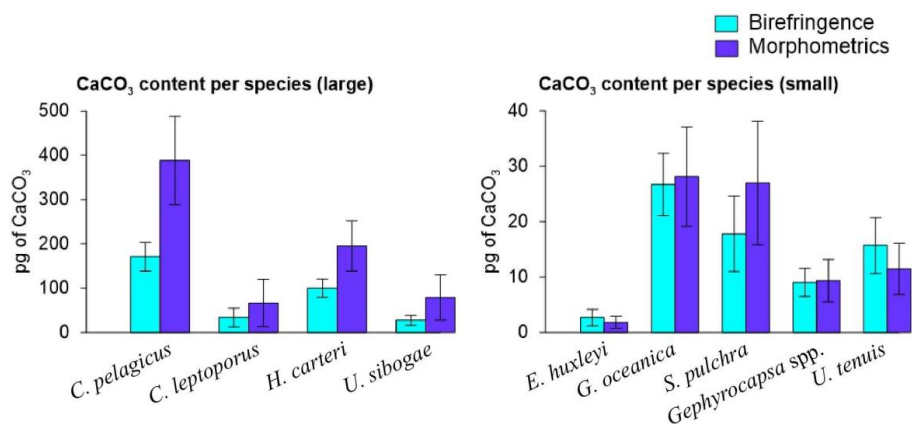 Birefringence
Morphometrics
CaCO₃ content per species (large)
500
400
300
200
100
0
pg of CaCO₃
C. pelagicus
C. leptoporus
H. carteri
U. sibogae
CaCO₃ content per species (small)
40
30
20
10
0
pg of CaCO₃
E. huxleyi
G. oceanica
S. pulchra
Gephyrocapsa spp.
U. tenuis